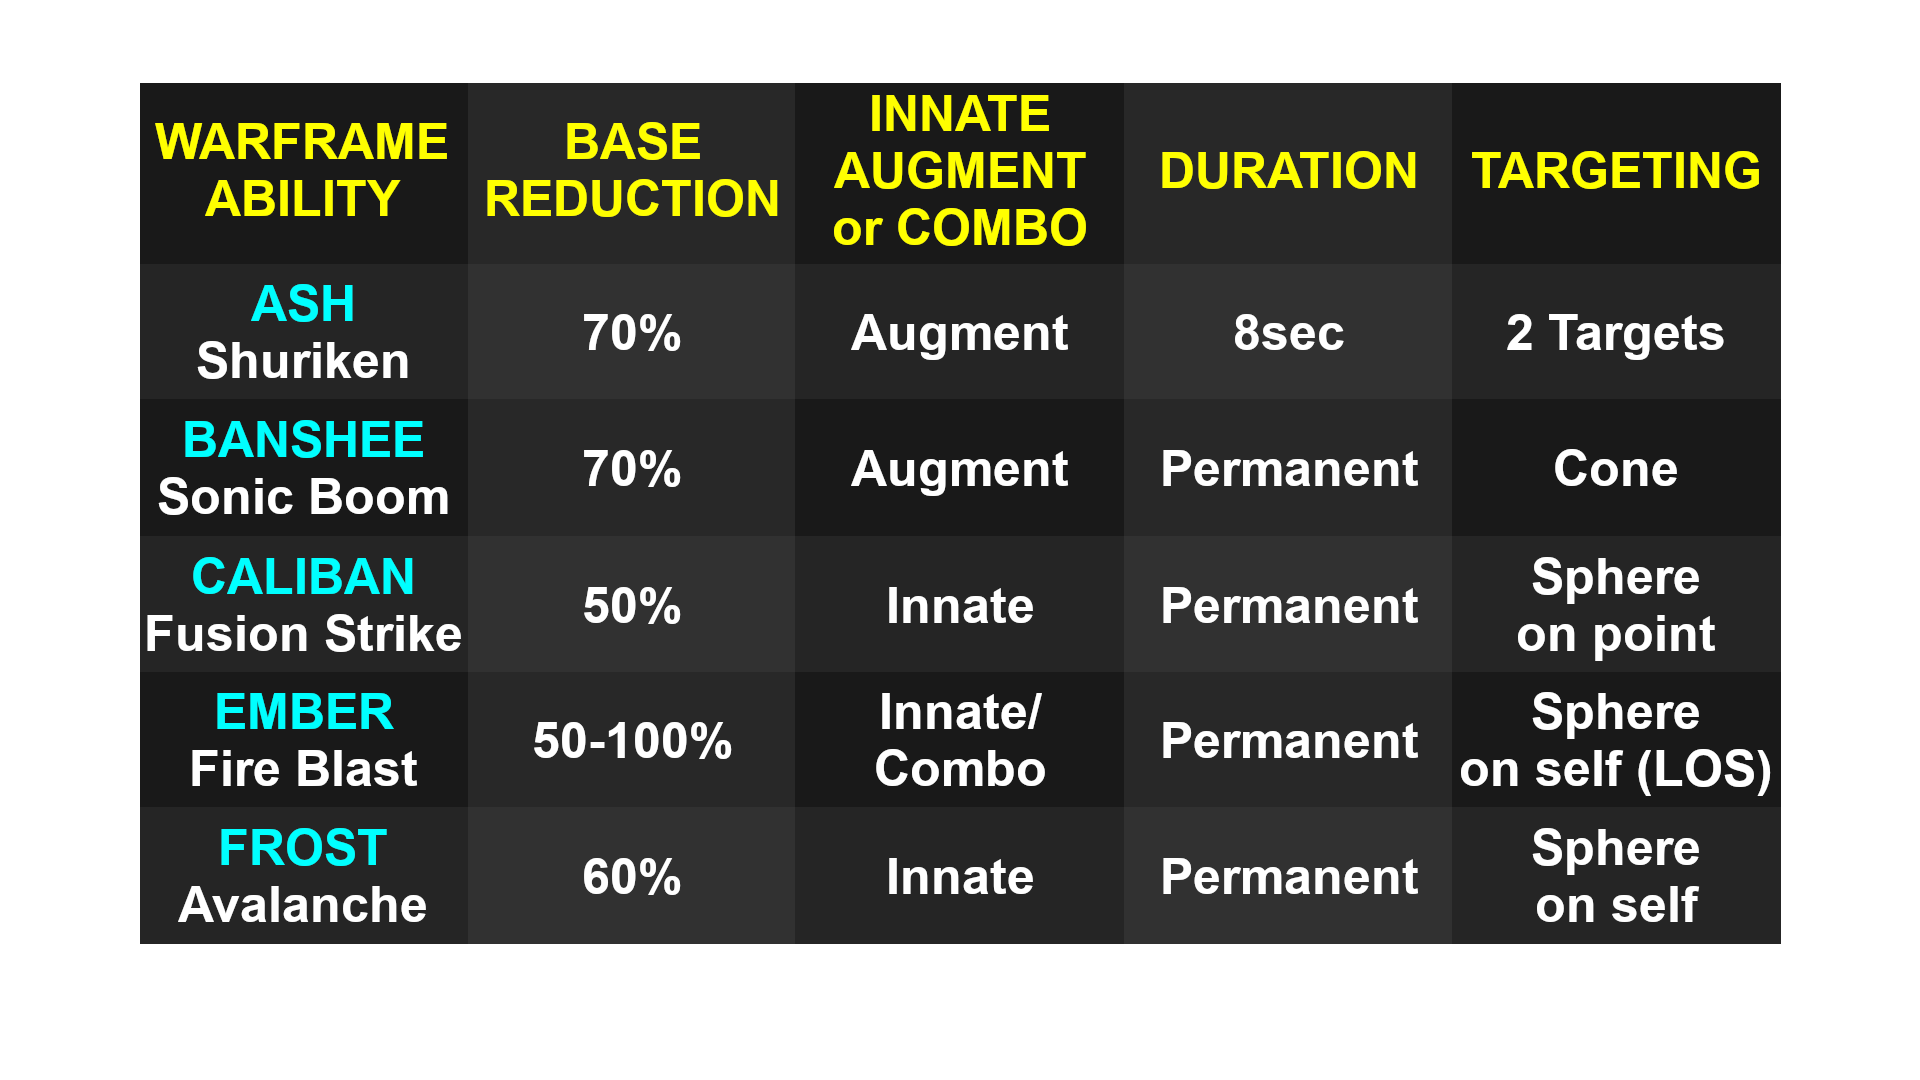 WARFRAME
ABILITY
BASE
REDUCTION
INNATE
AUGMENT
or COMBO
DURATION
TARGETING
ASH
Shuriken
70%
Augment
8sec
2 Targets
BANSHEE
Sonic Boom
70%
Augment
Permanent
Cone
CALIBAN
Fusion Strike
50%
Innate
Permanent
Sphere
on point
EMBER
Fire Blast
50-100%
Innate/
Combo
Permanent
Sphere
on self (LOS)
FROST
Avalanche
60%
Innate
Permanent
Sphere
on self